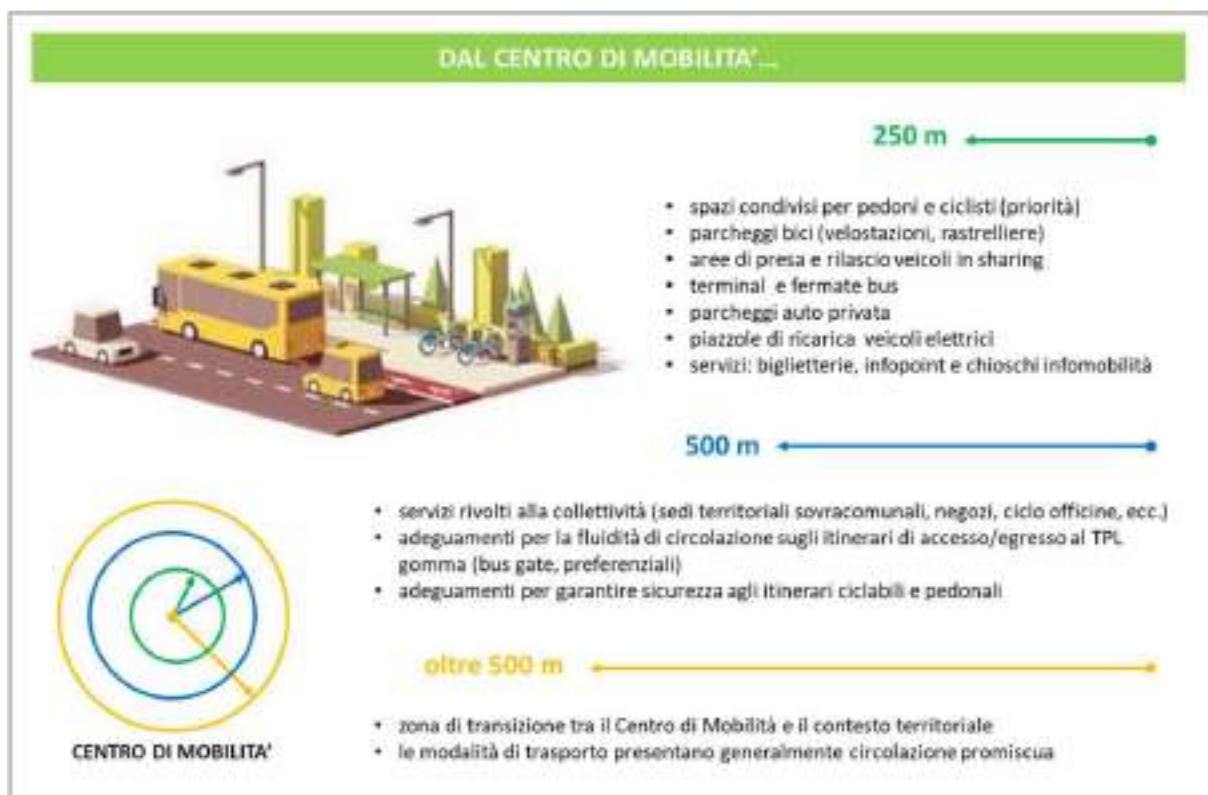 DAL CENTRO DI MOBILITA'...
250 m
• spazi condivisi per pedoni e ciclisti (priorità)
• parcheggi bici (velostazioni, rastrelliere)
• aree di presa e rilascio veicoli in sharing
• terminal e fermate bus
• parcheggi auto privata
• piazzole di ricarica veicoli elettrici
• servizi: biglietterie, infopoint e chioschi infomobilità
500 m
• servizi rivolti alla collettività (sedi territoriali sovracomunali, negozi, ciclo officine, ecc.)
• adeguamenti per la fluidità di circolazione sugli itinerari di accesso/egresso al TPL
gomma (bus gate, preferenziali)
• adeguamenti per garantire sicurezza agli itinerari ciclabili e pedonali
oltre 500 m
• zona di transizione tra il Centro di Mobilità e il contesto territoriale
• le modalità di trasporto presentano generalmente circolazione promiscua
CENTRO DI MOBILITA'